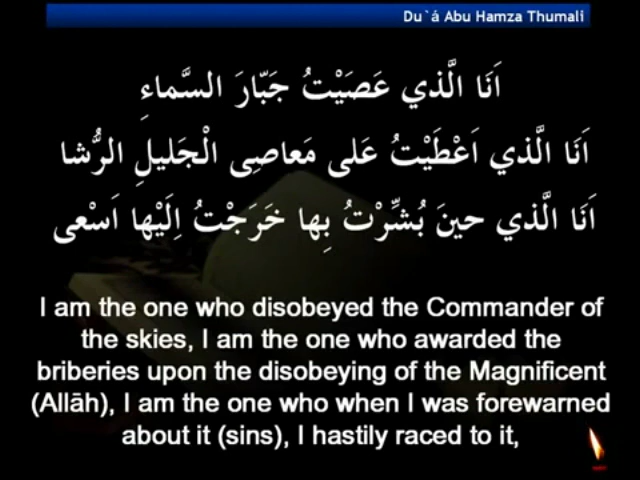 Du`á Abu Hamza Thumali
اَنَا الَّذي عَصَيْتُ جَبّارَ السَّماءِ
اَنَا الَّذي اَعْطَيْتُ عَلى مَعاصِى الْجَليلِ الرُّشا
اَنَا الَّذي حينَ بُشِّرْتُ بِها خَرَجْتُ اِلَيْها اَسْعى
I am the one who disobeyed the Commander of
the skies, I am the one who awarded the
briberies upon the disobeying of the Magnificent
(Allāh), I am the one who when I was forewarned
about it (sins), I hastily raced to it,